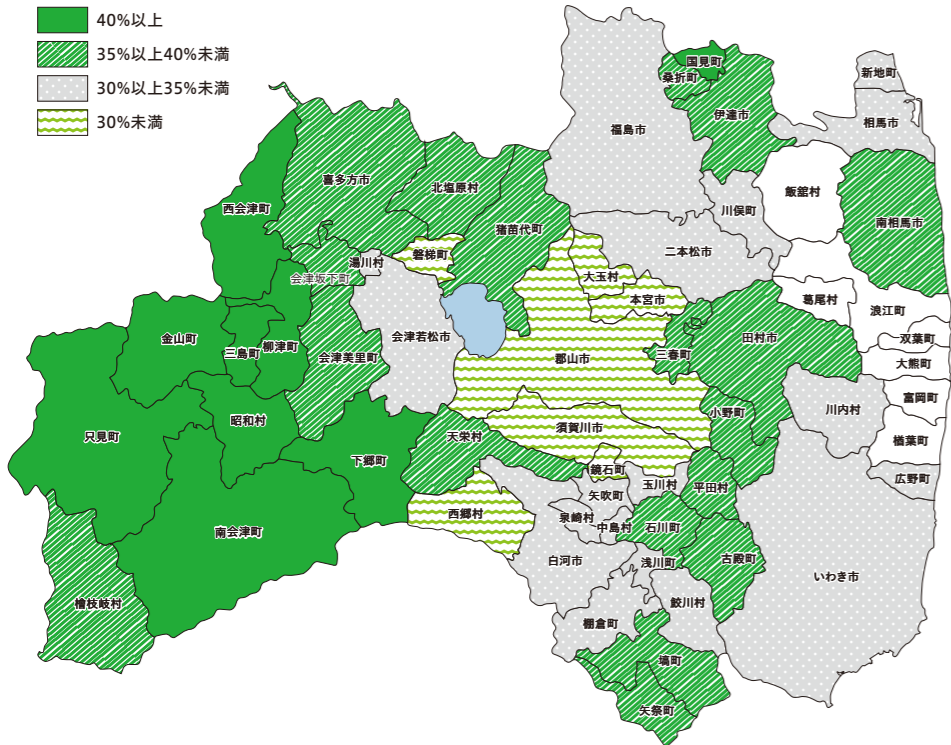 40%以上
35%以上40%未満
30%以上35%未満
30%未満
国見町
桑折町
新地町
伊達市
相馬市
福島市
喜多方市
北塩原村
飯舘村
西会津町
川俣町
南相馬市
猪苗代町
磐梯町
湯川村
二本松市
会津坂下町
大玉村
本宮市
葛尾村
浪江町
金山町
会津若松市
田村市
双葉町
三島町
柳津町
会津美里町
郡山市
三春町
大熊町
富岡町
昭和村
小野町
川内村
只見町
天栄村
須賀川市
楢葉町
下郷町
鏡石町
玉川村
広野町
平田村
矢吹町
西郷村
泉崎村
中島村
石川町
南会津町
白河市
浅川町
古殿町
いわき市
檜枝岐村
鮫川村
棚倉町
塙町
矢祭町